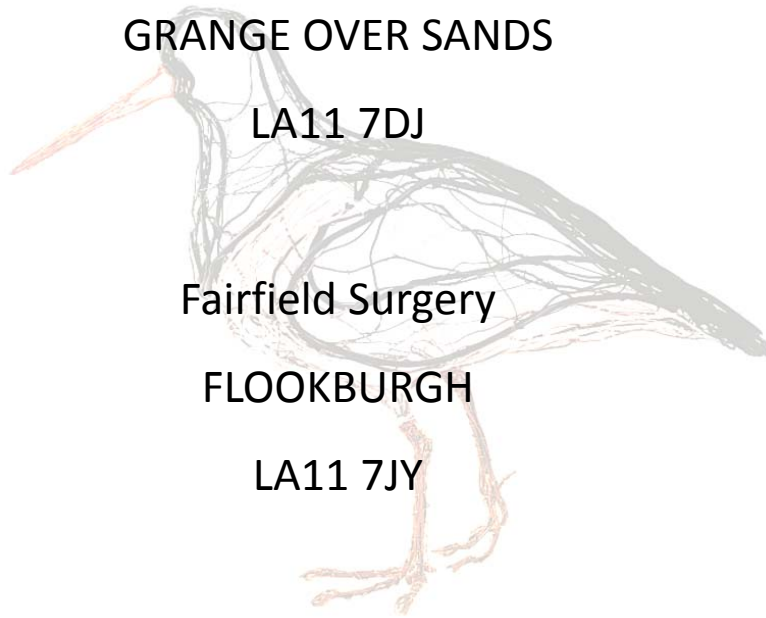 GRANGE OVER SANDS
LA11 7DJ
Fairfield Surgery
FLOOKBURGH
LA11 7JY